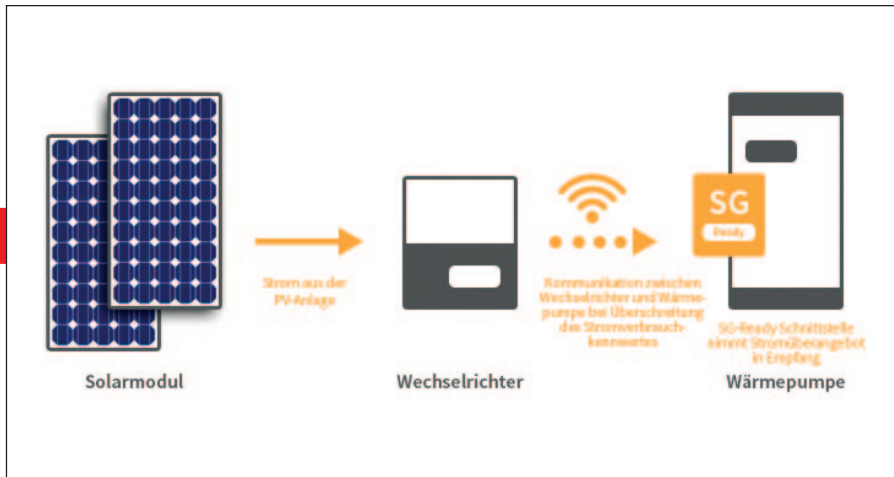 SG
Ready
Strom aus der
PV-Anlage
Kommunikation zwischen
Wechselrichter und Wärme-
pumpe bei Überschreitung
des Stromverbrauch-
kennwertes
SG-Ready Schnittstelle
nimmt Stromüberangebot
in Empfang
Solarmodul
Wechselrichter
Wärmepumpe